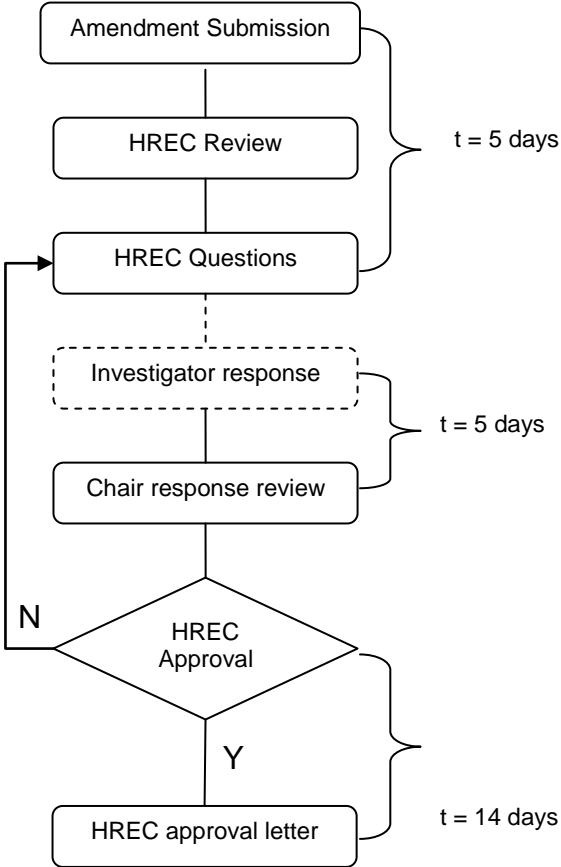 Amendment Submission
t = 5 days
HREC Review
HREC Questions
Investigator response
t = 5 days
Chair response review
N
HREC
Approval
Y
t = 14 days
HREC approval letter